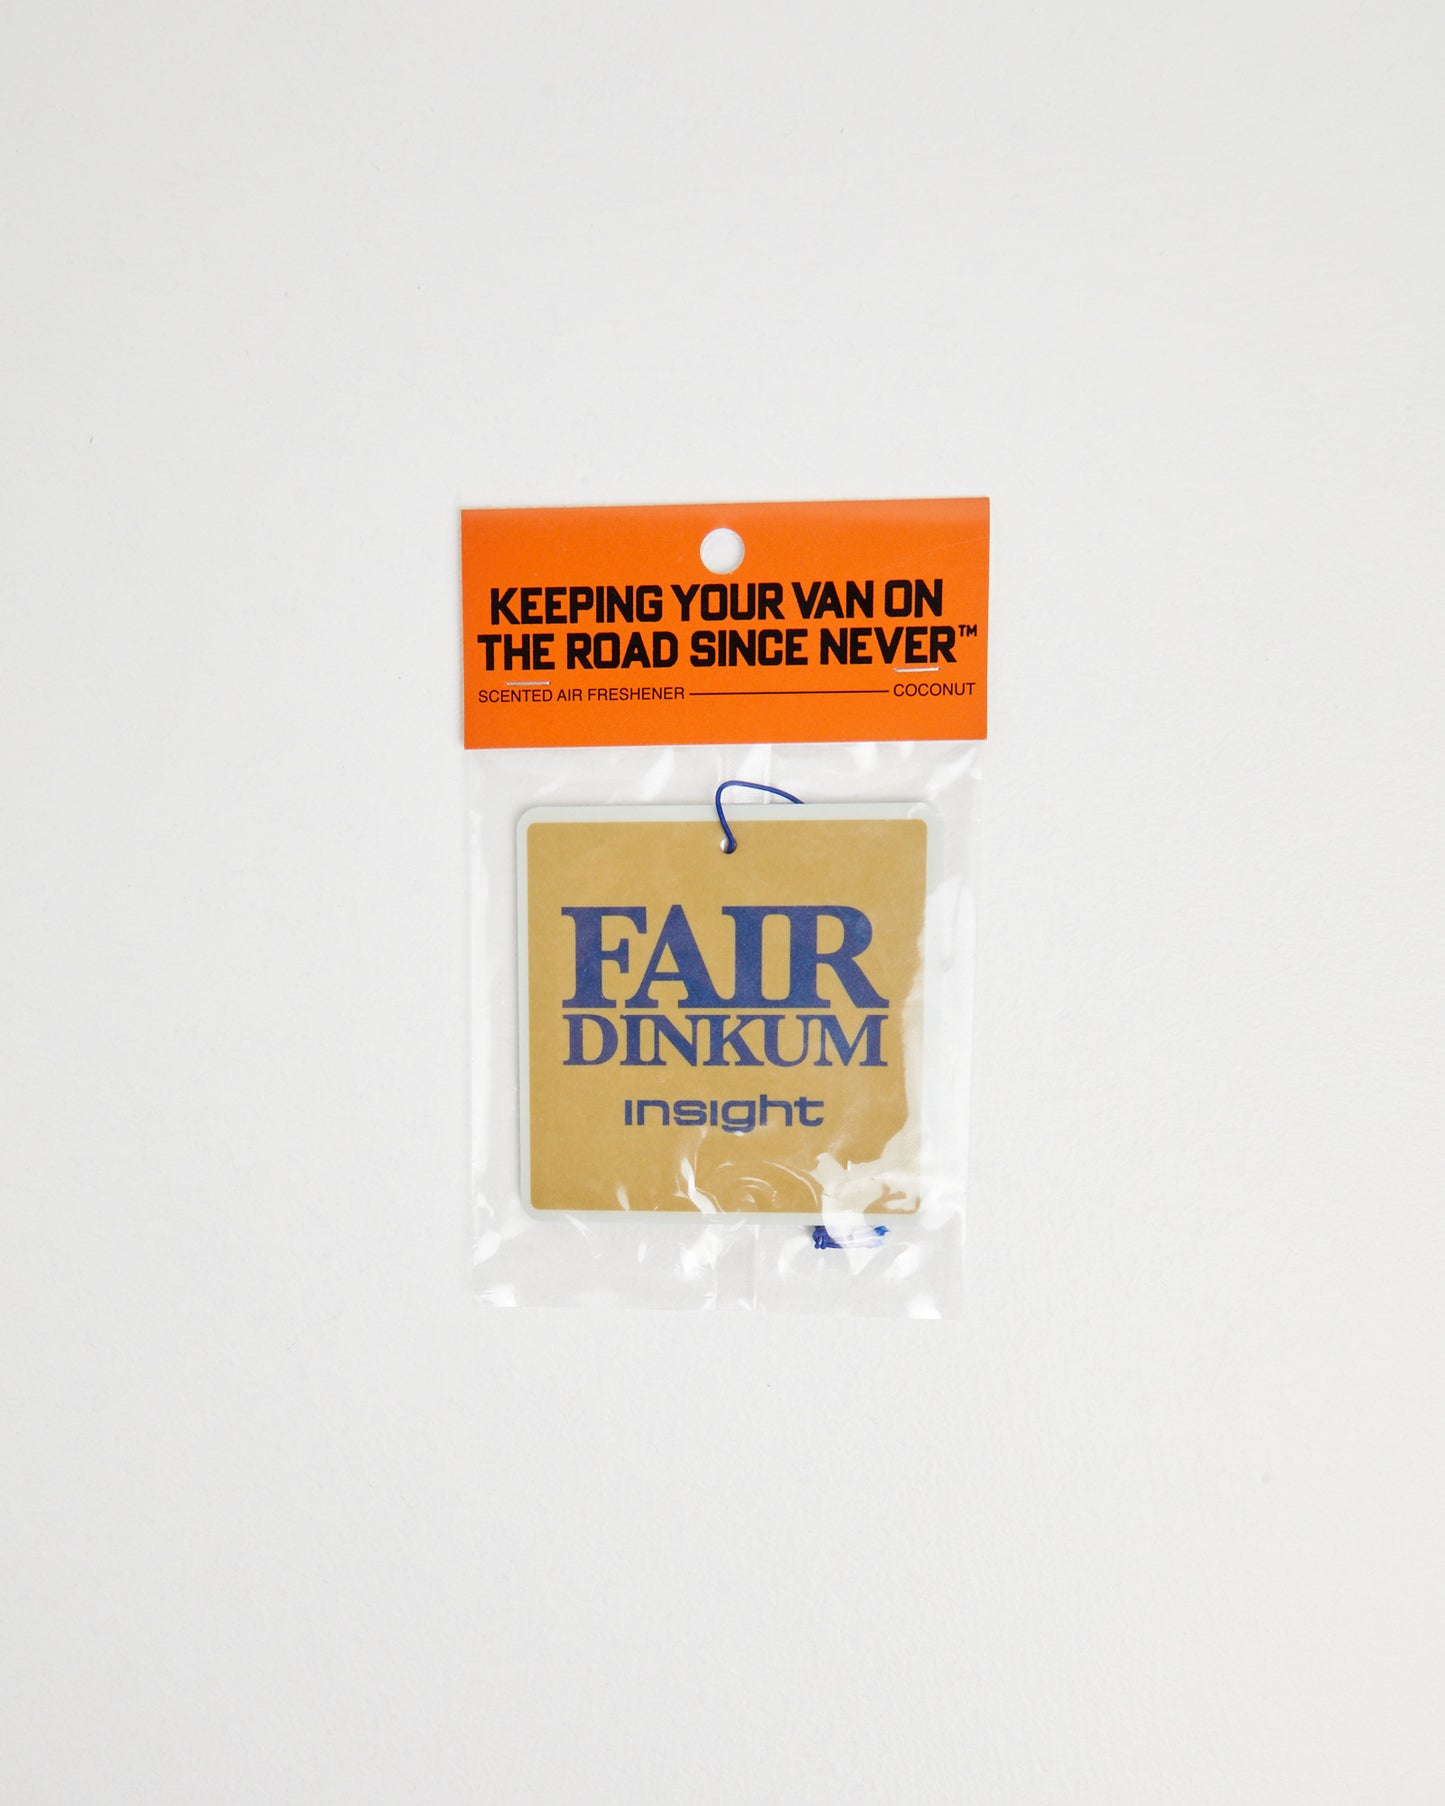 KEEPING YOUR VAN ON
THE ROAD SINCE NEVER™
SCENTED AIR FRESHENER COCONUT
FAIR
DINKUM
insight